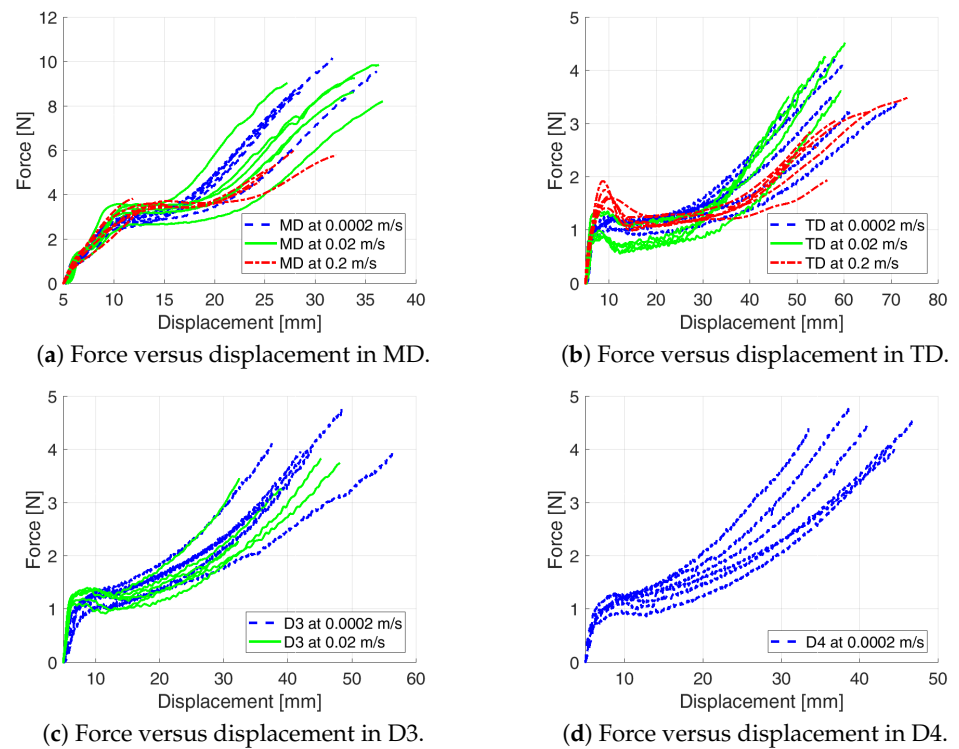 12
10
8
6
4
2
0
Force [N]
5 10 15 20 25 30 35 40
Displacement [mm]
MD at 0.0002 m/s
MD at 0.02 m/s
MD at 0.2 m/s
(a) Force versus displacement in MD.
5
4
3
2
1
0
Force [N]
10 20 30 40 50 60 70 80
Displacement [mm]
TD at 0.0002 m/s
TD at 0.02 m/s
TD at 0.2 m/s
(b) Force versus displacement in TD.
5
4
3
2
1
0
Force [N]
10 20 30 40 50 60
Displacement [mm]
D3 at 0.0002 m/s
D3 at 0.02 m/s
(c) Force versus displacement in D3.
5
4
3
2
1
0
Force [N]
10 20 30 40 50
Displacement [mm]
D4 at 0.0002 m/s
(d) Force versus displacement in D4.